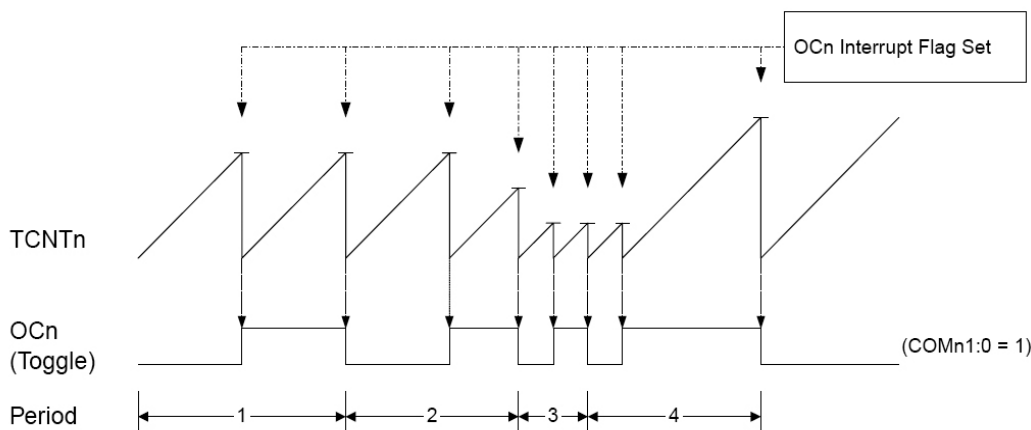 OCn Interrupt Flag Set
TCNTn
OCn
(Toggle)
(COMn1:0 = 1)
Period
1
2
3
4